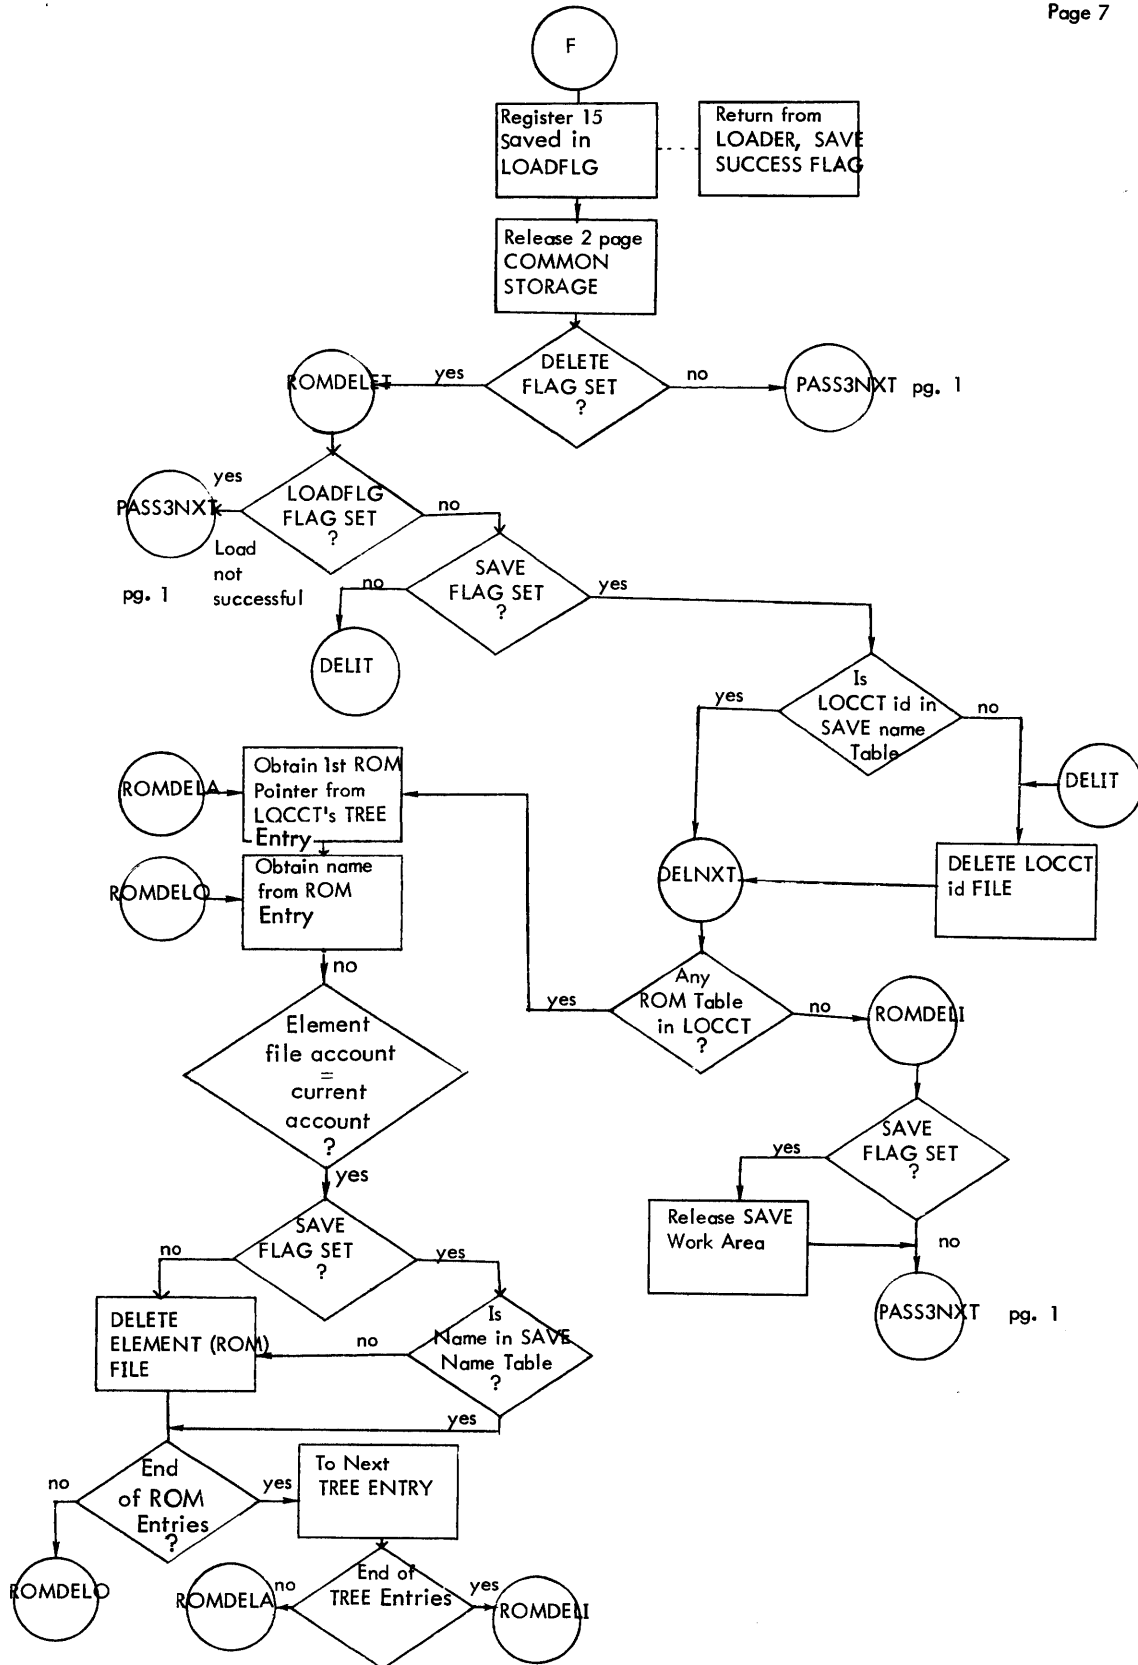 Page 7
F
Register 15
Saved in
LOADFLG
Return from
LOADER, SAVE
SUCCESS FLAG
Release 2 page
COMMON
STORAGE
DELETE
FLAG SET
?
yes
no
ROMDELET
PASS3NXT
pg. 1
LOADFLG
FLAG SET
?
yes
no
PASS3NXT
pg. 1
Load
not
successful
SAVE
FLAG SET
?
no
yes
DELIT
Is
LOCCT id in
SAVE name
Table
yes
no
DELIT
DELETE LOCCT
id FILE
DELNXT
ROMDELA
Obtain 1st ROM
Pointer from
LOCCT's TREE
Entry
ROMDELO
Obtain name
from ROM
Entry
no
Any
ROM Table
in LOCCT
?
yes
no
ROMDELI
Element
file account
=
current
account
?
yes
SAVE
FLAG SET
?
yes
no
Release SAVE
Work Area
PASS3NXT
pg. 1
SAVE
FLAG SET
?
no
yes
DELETE
ELEMENT (ROM)
FILE
Is
Name in SAVE
Name Table
?
no
yes
End
of ROM
Entries
?
no
yes
To Next
TREE ENTRY
ROMDELO
End of
TREE Entries
no
yes
ROMDELA
ROMDELI